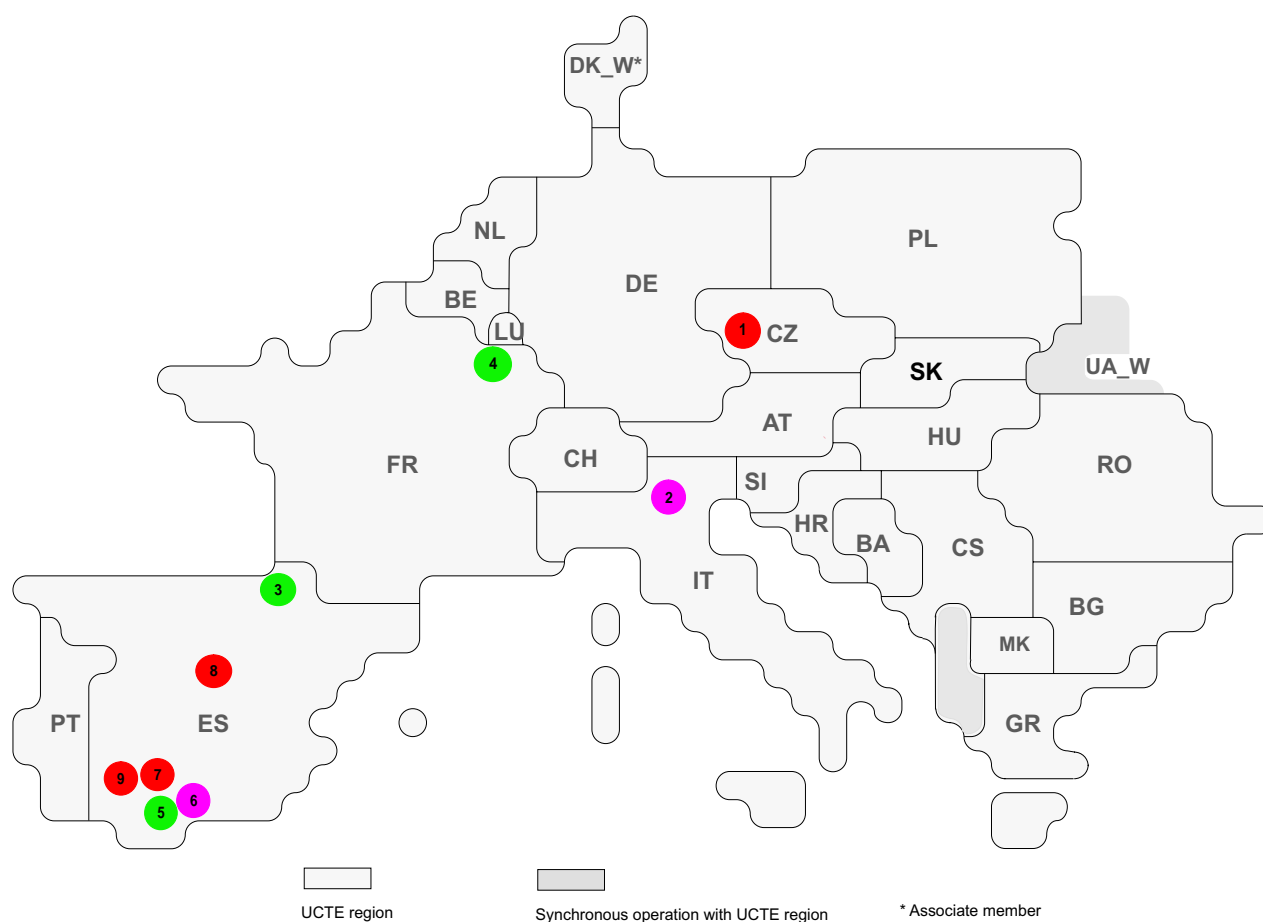 DK_W*
NL
PL
DE
BE
LU
1
CZ
4
SK
UA_W
AT
HU
FR
CH
RO
SI
2
HR
BA
CS
IT
3
BG
MK
8
PT
ES
GR
9
7
6
5
UCTE region
Synchronous operation with UCTE region
* Associate member